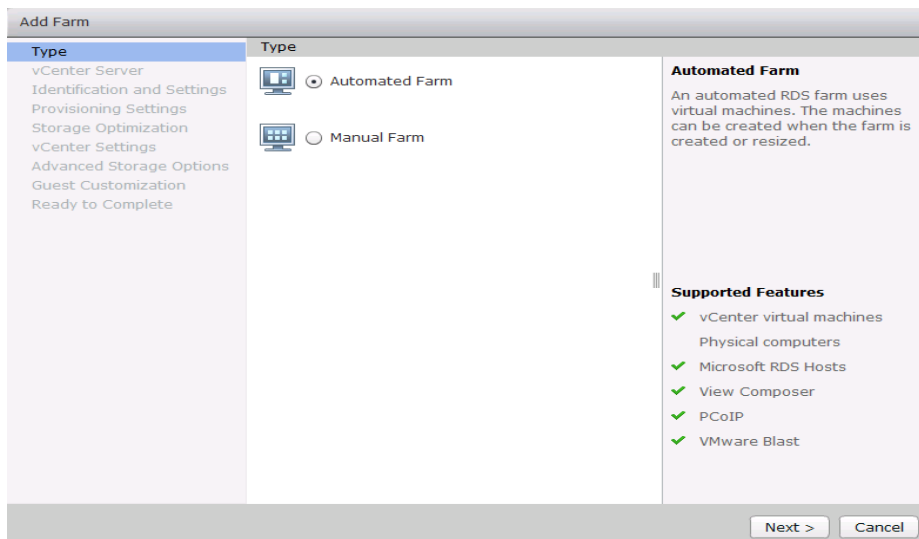 Add Farm
Type
vCenter Server
Identification and Settings
Provisioning Settings
Storage Optimization
vCenter Settings
Advanced Storage Options
Guest Customization
Ready to Complete
Type
Automated Farm
Manual Farm
Automated Farm
An automated RDS farm uses
virtual machines. The machines
can be created when the farm is
created or resized.
Supported Features
vCenter virtual machines
Physical computers
Microsoft RDS Hosts
View Composer
PCoIP
VMware Blast
Next >
Cancel